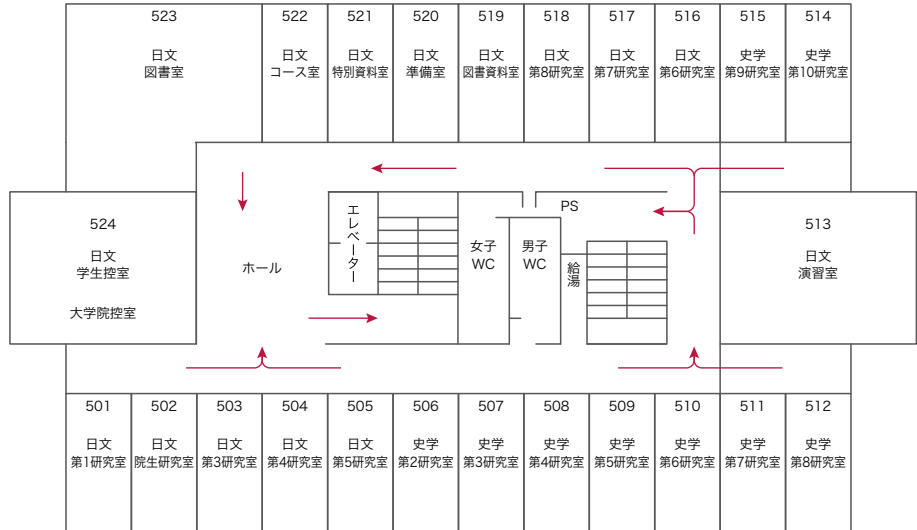 523
日文
図書室
522
日文
コース室
521
日文
特別資料室
520
日文
準備室
519
日文
図書資料室
518
日文
第8研究室
517
日文
第7研究室
516
日文
第6研究室
515
史学
第9研究室
514
史学
第10研究室
524
日文
学生控室
大学院控室
ホール
エレベーター
女子
WC
男子
WC
PS
給湯
513
日文
演習室
501
日文
第1研究室
502
日文
院生研究室
503
日文
第3研究室
504
日文
第4研究室
505
日文
第5研究室
506
史学
第2研究室
507
史学
第3研究室
508
史学
第4研究室
509
史学
第5研究室
510
史学
第6研究室
511
史学
第7研究室
512
史学
第8研究室